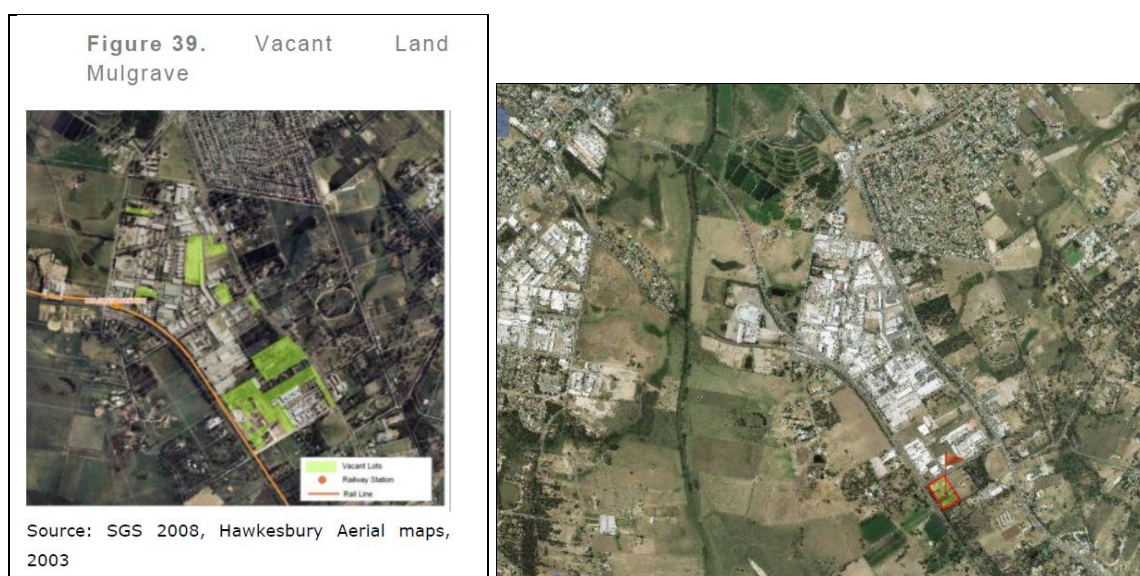 Figure 39. Vacant Land
Mulgrave
Vacant Lots
Railway Station
Rail Line
Source: SGS 2008, Hawkesbury Aerial maps,
2003